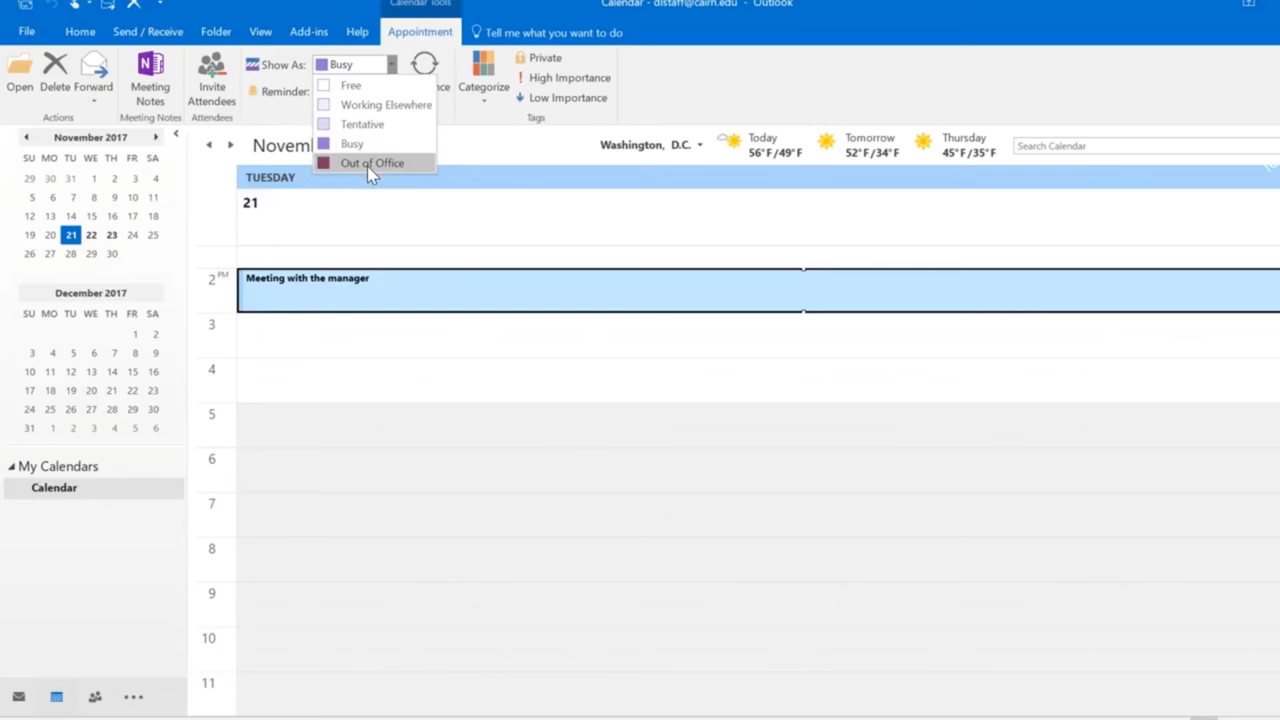 Calendar Tools
Calendar - distaff@cairn.edu - Outlook
File Home Send / Receive Folder View Add-ins Help Appointment Tell me what you want to do
Open Delete Forward
Actions
Meeting Notes
Meeting Notes
Invite Attendees
Attendees
Show As: Busy
Reminder:
Free
Working Elsewhere
Tentative
Busy
Out of Office
Categorize
Private
High Importance
Low Importance
Tags
November 2017
SU MO TU WE TH FR SA
29 30 31 1 2 3 4
5 6 7 8 9 10 11
12 13 14 15 16 17 18
19 20 21 22 23 24 25
26 27 28 29 30
December 2017
SU MO TU WE TH FR SA
1 2
3 4 5 6 7 8 9
10 11 12 13 14 15 16
17 18 19 20 21 22 23
24 25 26 27 28 29 30
31 1 2 3 4 5 6
My Calendars
Calendar
Washington, D.C.
Today
56°F/49°F
Tomorrow
52°F/34°F
Thursday
45°F/35°F
Search Calendar
TUESDAY
21
2 PM
Meeting with the manager
3
4
5
6
7
8
9
10
11